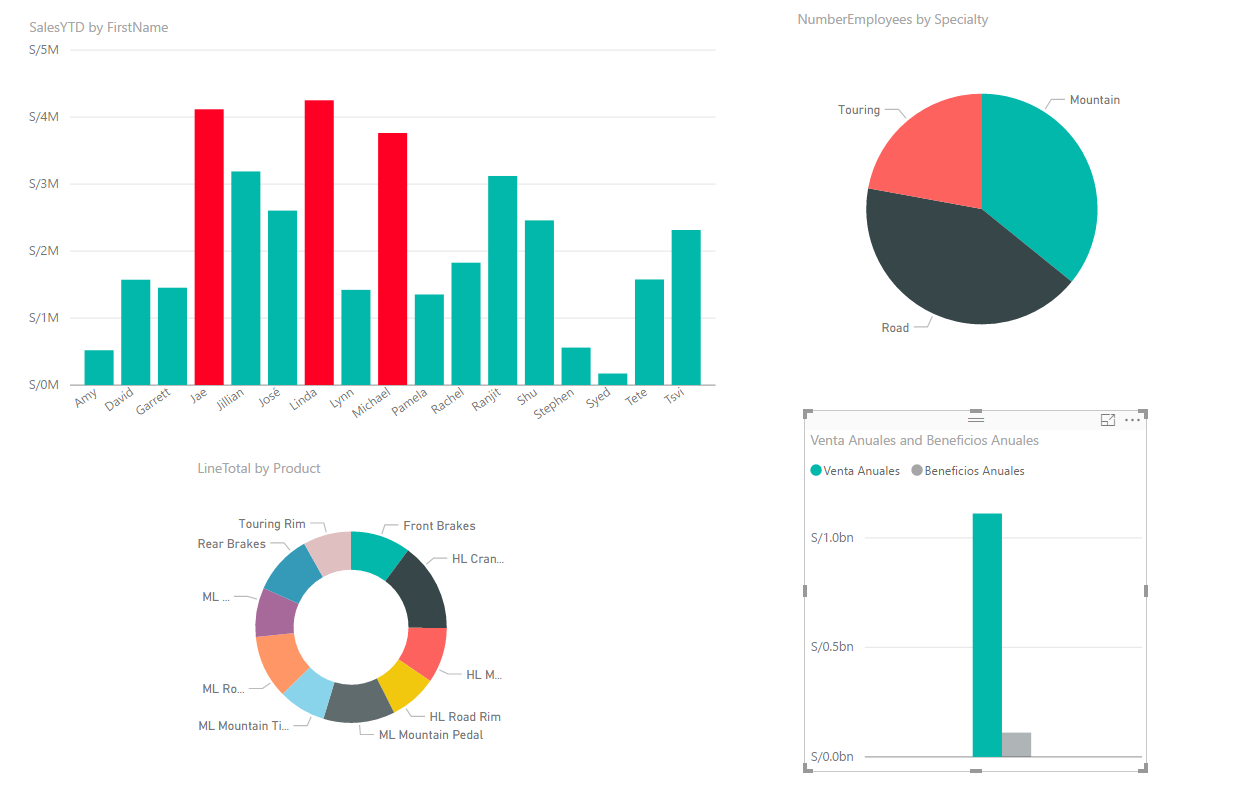 SalesYTD by FirstName
S/5M
S/4M
S/3M
S/2M
S/1M
S/0M
Amy
David
Garrett
Jae
Jillian
José
Linda
Lynn
Michael
Pamela
Rachel
Ranjit
Shu
Stephen
Syed
Tete
Tsvi
NumberEmployees by Specialty
Touring
Mountain
Road
LineTotal by Product
Touring Rim
Front Brakes
Rear Brakes
HL Cran...
ML ...
HL M...
ML Ro...
HL Road Rim
ML Mountain Ti...
ML Mountain Pedal
Venta Anuales and Beneficios Anuales
Venta Anuales
Beneficios Anuales
S/1.0bn
S/0.5bn
S/0.0bn